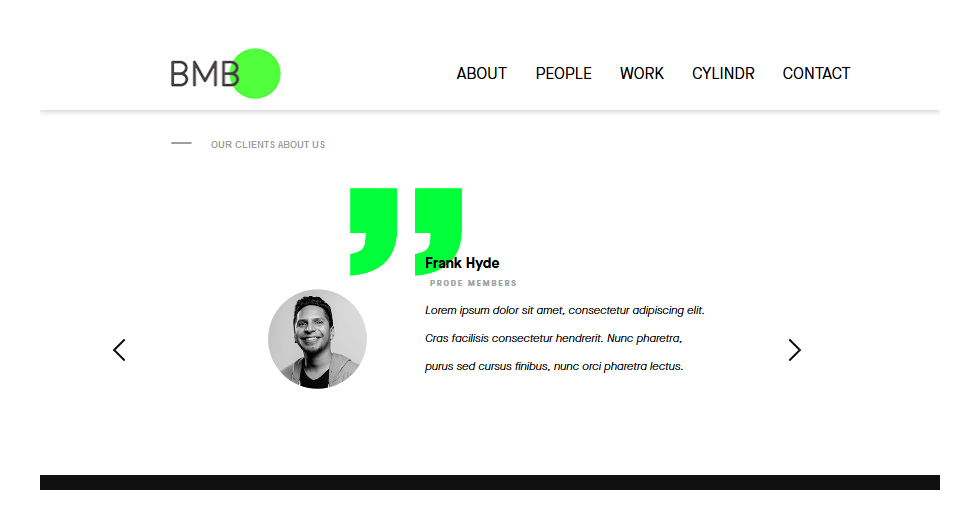 BMB
ABOUT PEOPLE WORK CYLINDR CONTACT
OUR CLIENTS ABOUT US
Frank Hyde
PRODE MEMBERS
Lorem ipsum dolor sit amet, consectetur adipiscing elit.
Cras facilisis consectetur hendrerit. Nunc pharetra,
purus sed cursus finibus, nunc orci pharetra lectus.